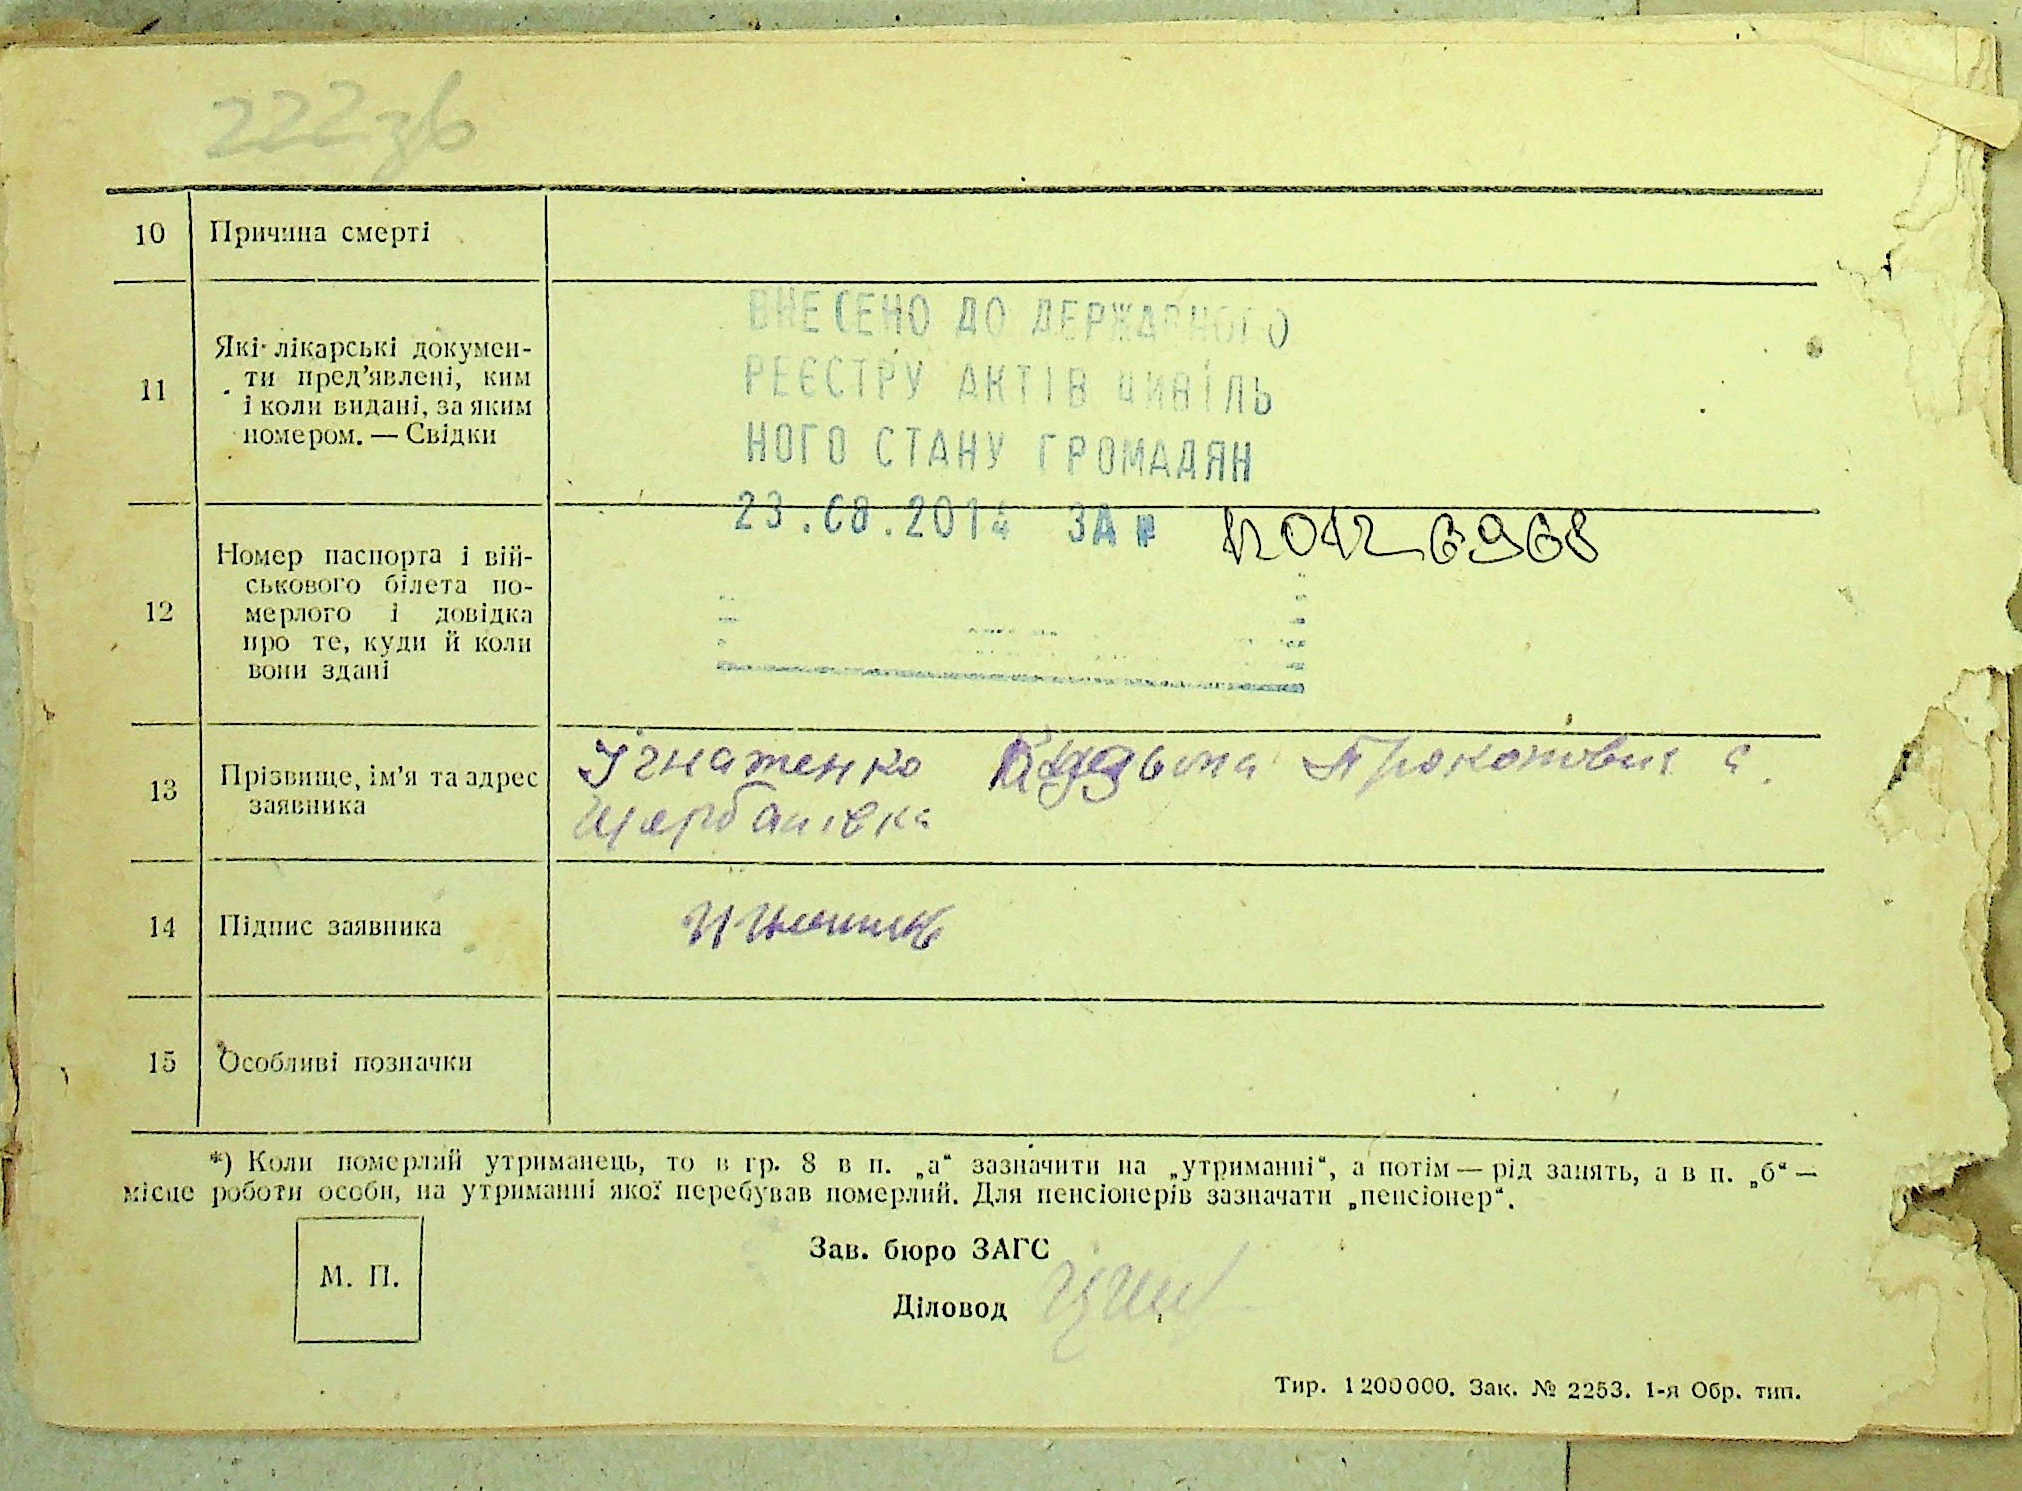 222зв
10 Причина смерті
11 Які лікарські докумен-
ти пред’явлені, ким
і коли видані, за яким
номером. — Свідки
ВНЕСЕНО ДО ДЕРЖАВНОГО
РЕЄСТРУ АКТІВ ЦИВІЛЬ
НОГО СТАНУ ГРОМАДЯН
23.08.2014 ЗА № 120126968
12 Номер паспорта і вій-
ськового білета по-
мерлого і довідка
про те, куди й коли
вони здані
13 Прізвище, ім’я та адрес
заявника
Ігнатенко Кузьма Прокопович с.
Щербанівка
14 Підпис заявника
15 Особливі позначки
*) Коли померлий утриманець, то в гр. 8 в п. „а“ зазначити на „утриманні“, а потім — рід занять, а в п. „б“ —
місце роботи особи, на утриманні якої перебував померлий. Для пенсіонерів зазначати „пенсіонер“.
М. П.
Зав. бюро ЗАГС
Діловод
Тир. 1200000. Зак. № 2253. 1-я Обр. тип.